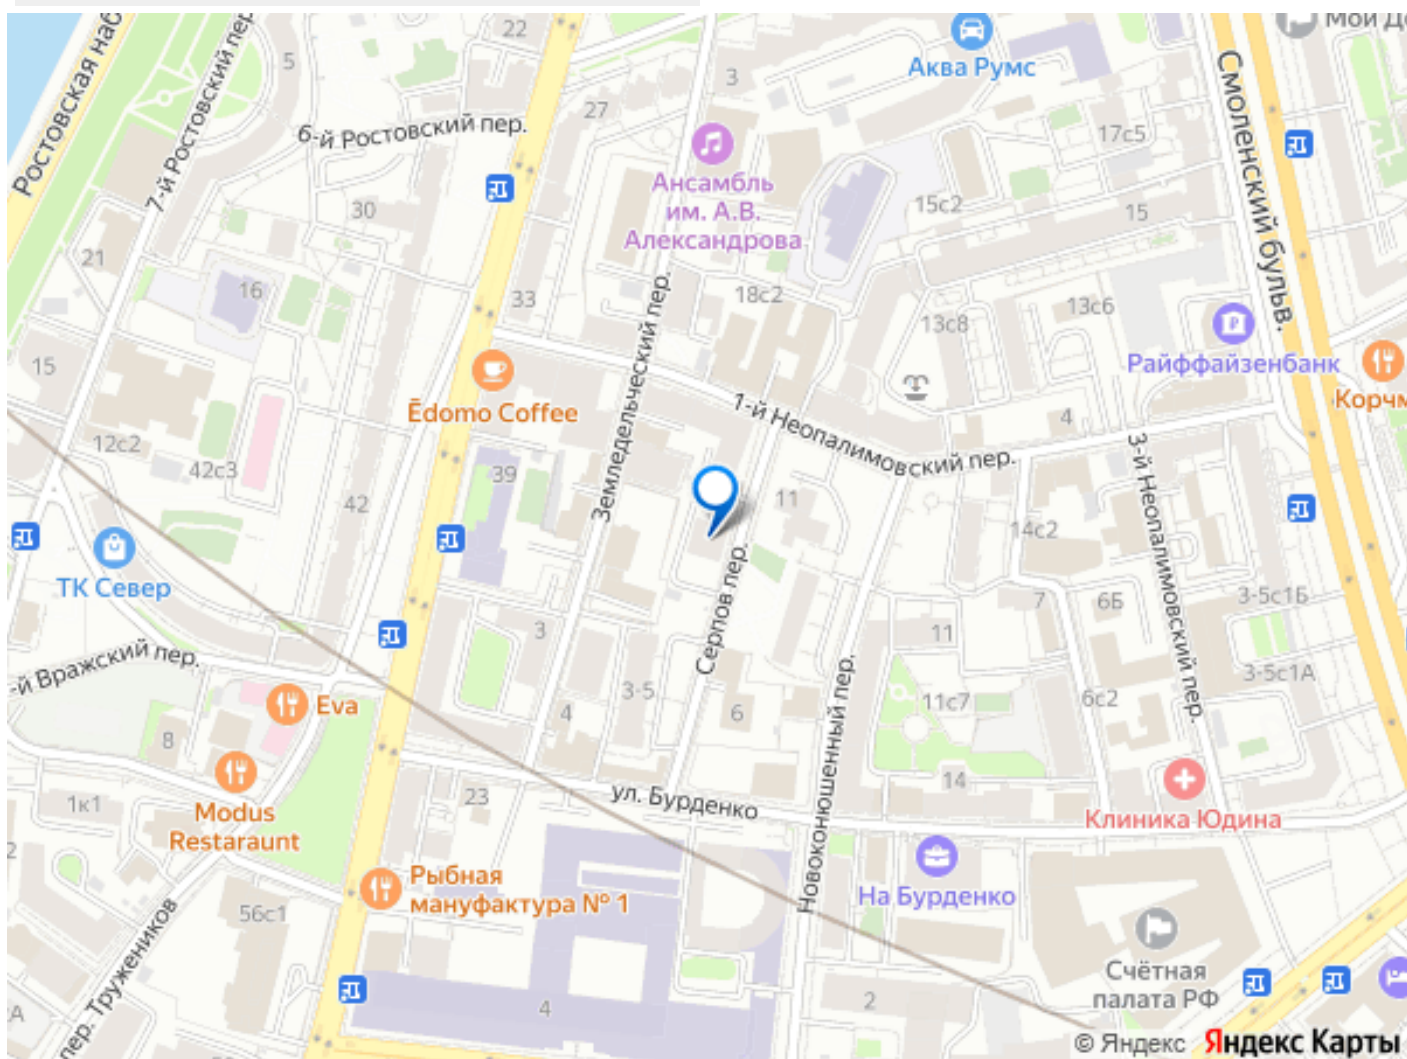 Ростовская наб
7-й Ростовский пер.
5
22
6-й Ростовский пер.
27
3
Аква Румс
Мой Д
Смоленский бульв.
17с5
Ансамбль
им. А.В.
Александрова
15с2
15
30
21
16
33
18с2
13с8
13с6
Райффайзенбанк
Корчм
15
Ēdomo Coffee
Земледельческий пер.
1-й Неопалимовский пер.
4
3-й Неопалимовский пер.
12с2
42с3
39
42
11
14с2
ТК Север
Серпов пер.
7
6Б
3-5с1Б
3
11
-й Вражский пер.
3-5
Новоконюшенный пер.
3-5с1А
Eva
4
6
11с7
6с2
8
Modus
Restaraunt
1к1
23
ул. Бурденко
14
Клиника Юдина
2
Рыбная
мануфактура № 1
На Бурденко
56с1
пер. Тружеников
Счётная
палата РФ
4
2
А
© Яндекс Яндекс Карты